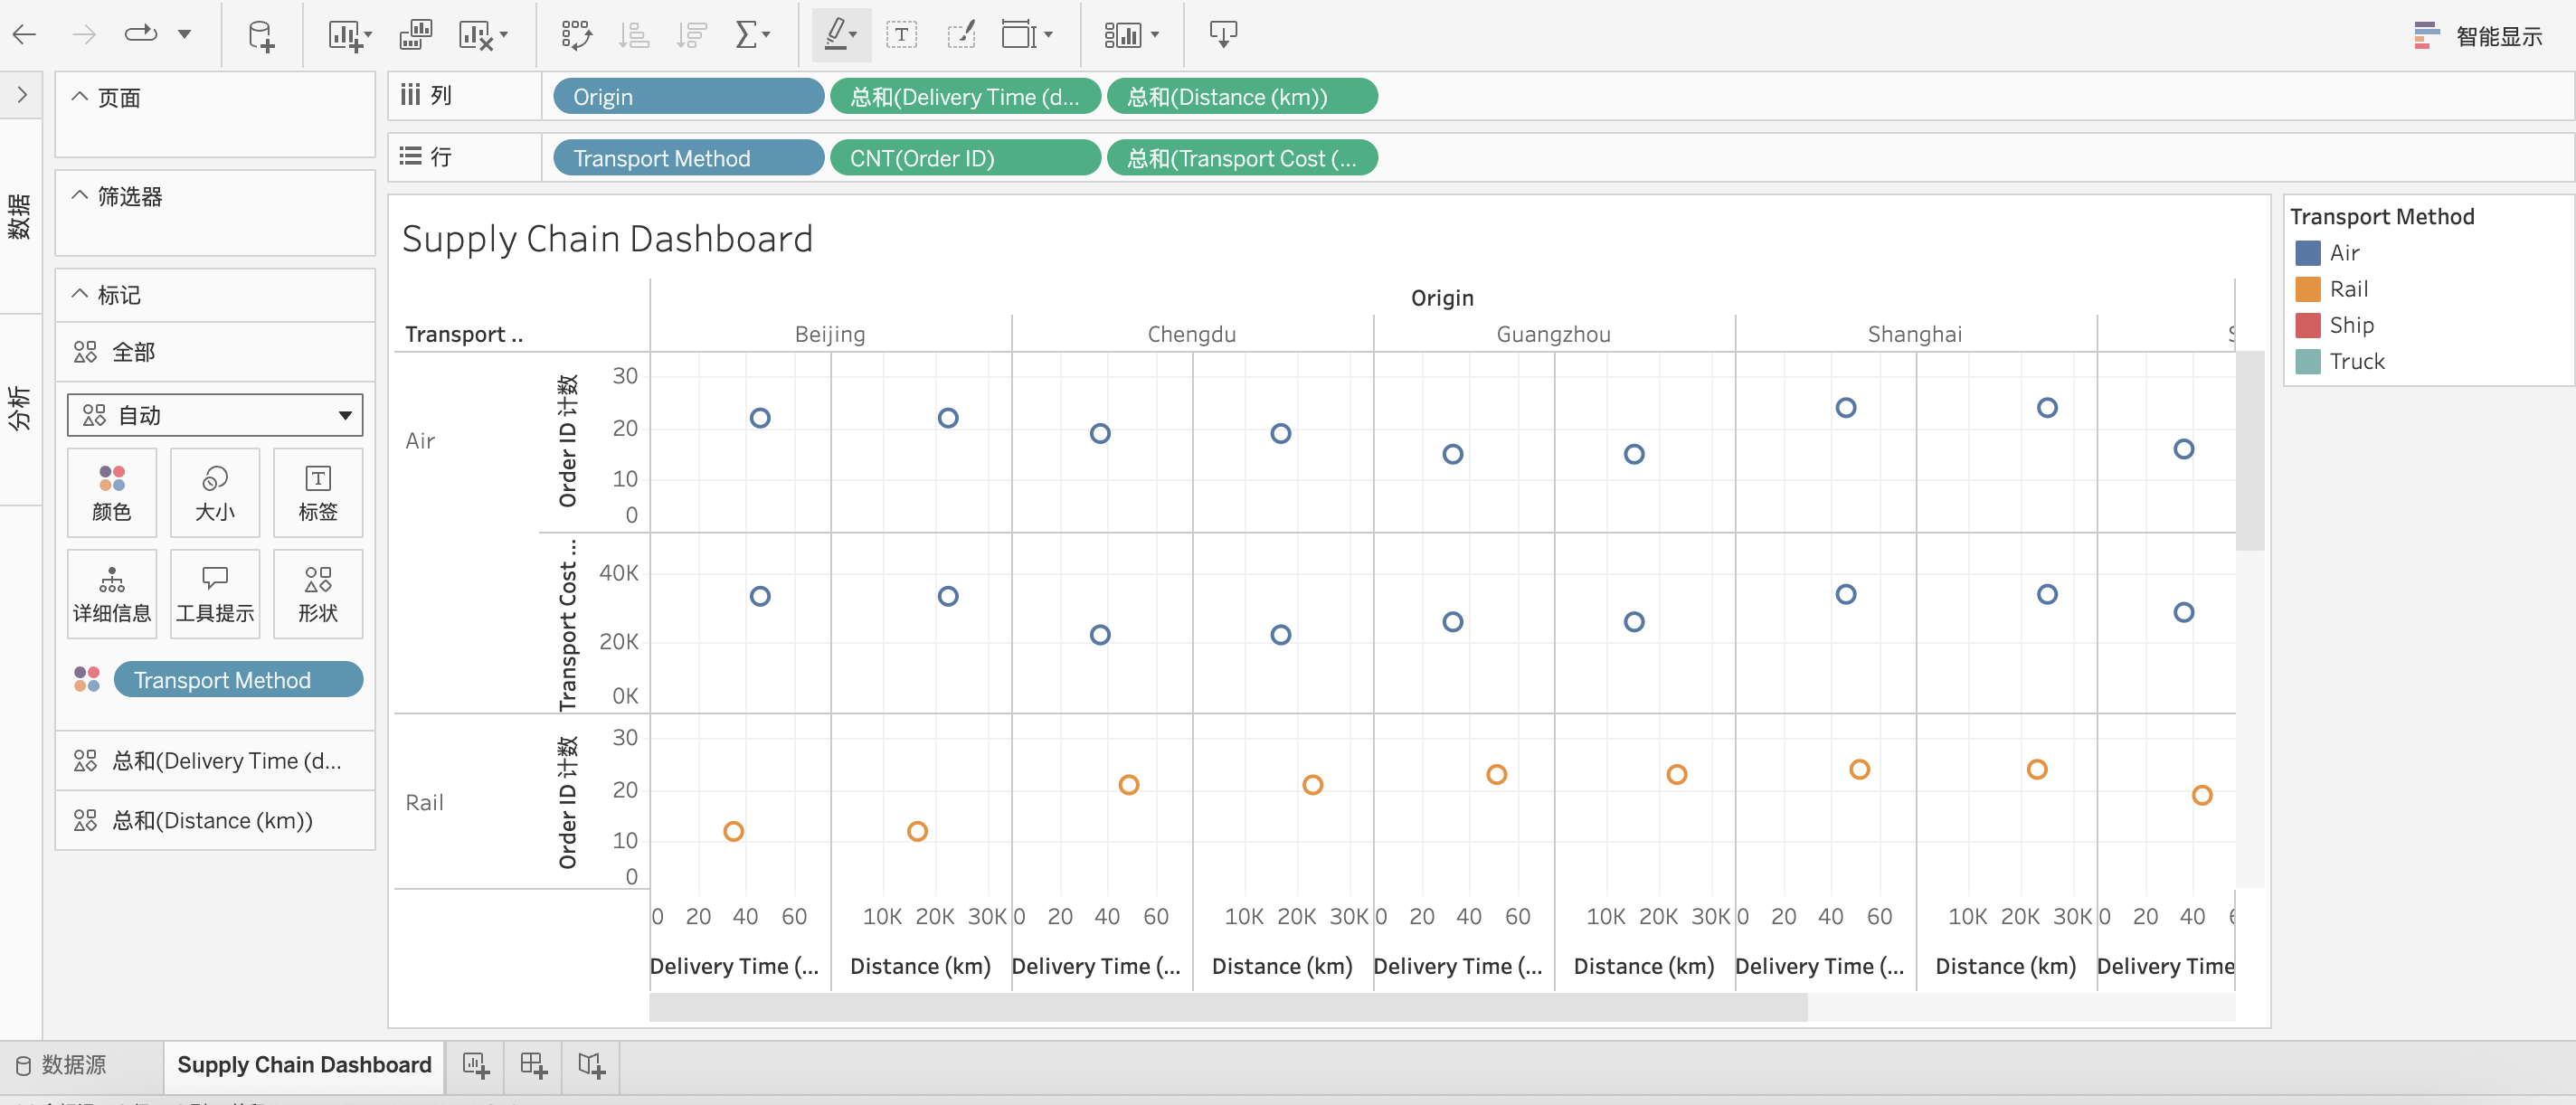 智能显示
页面
列
Origin
总和(Delivery Time (d...
总和(Distance (km))
行
Transport Method
CNT(Order ID)
总和(Transport Cost (...
数据
分析
筛选器
标记
全部
自动
颜色
大小
标签
详细信息
工具提示
形状
Transport Method
总和(Delivery Time (d...
总和(Distance (km))
Supply Chain Dashboard
Origin
Transport ..
Beijing
Chengdu
Guangzhou
Shanghai
Air
Order ID 计数
30
20
10
0
Transport Cost ...
40K
20K
0K
Rail
Order ID 计数
30
20
10
0
0 20 40 60 10K 20K 30K 0 20 40 60 10K 20K 30K 0 20 40 60 10K 20K 30K 0 20 40 60 10K 20K 30K 0 20 40
Delivery Time (... Distance (km) Delivery Time (... Distance (km) Delivery Time (... Distance (km) Delivery Time (... Distance (km) Delivery Time
Transport Method
Air
Rail
Ship
Truck
数据源
Supply Chain Dashboard